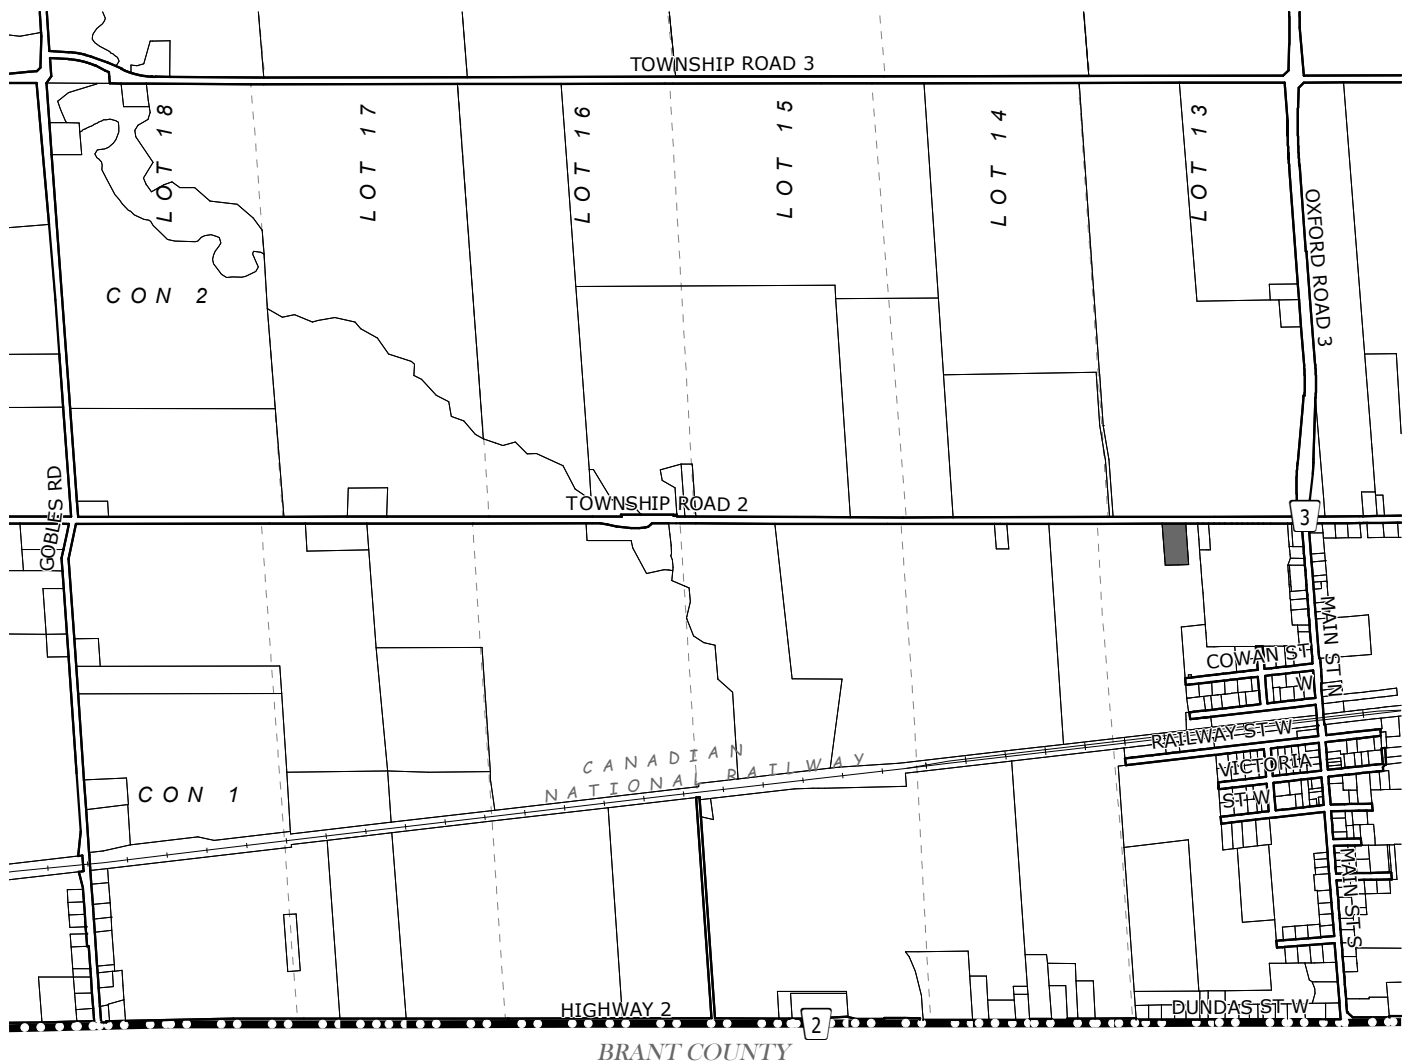 TOWNSHIP ROAD 3
LOT 18
LOT 17
LOT 16
LOT 15
LOT 14
LOT 13
OXFORD ROAD 3
CON 2
GOBLES RD
TOWNSHIP ROAD 2
3
MAIN ST N
COWAN ST
W
RAILWAY ST W
CANADIAN
NATIONAL RAILWAY
VICTORIA
ST W
CON 1
MAIN ST S
HIGHWAY 2
2
DUNDAS ST W
BRANT COUNTY